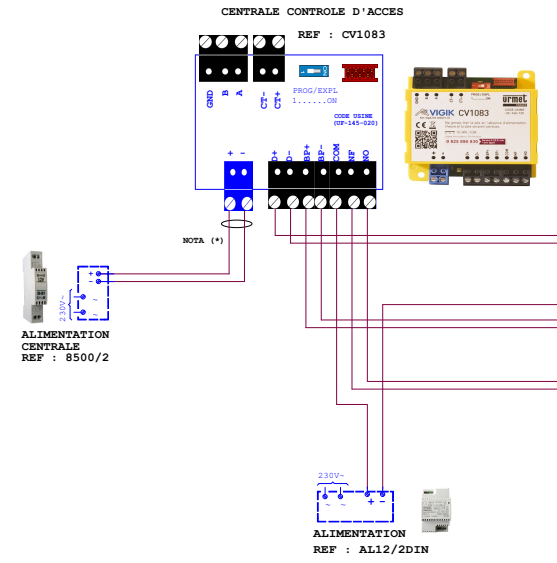 CENTRALE CONTROLE D'ACCES
REF : CV1083
GND
B
A
CT-
CT+
PROG/EXPL
1......ON
CODE USINE
(UF-145-020)
+ -
D+
D-
BP+
BP-
COM
NF
NO
urmet
VIGIK CV1083
CE
NOTA (*)
+
-
~
~
230V~
ALIMENTATION
CENTRALE
REF : 8500/2
230V~
~ ~ + -
ALIMENTATION
REF : AL12/2DIN